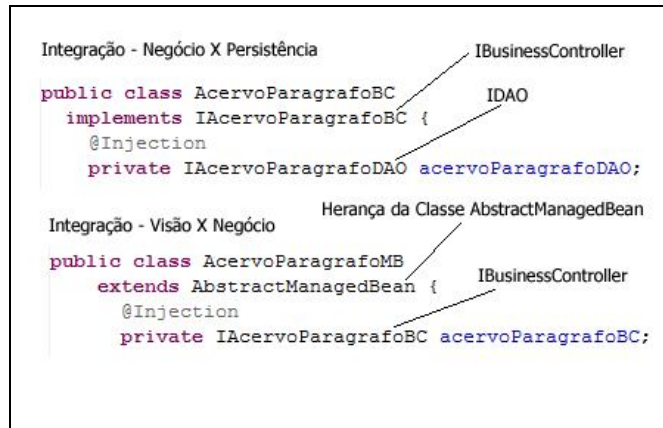 Integração - Negócio X Persistência
IBusinessController
public class AcervoParagrafoBC
IDAO
implements IAcervoParagrafoBC {
@Injection
private IAcervoParagrafoDAO acervoParagrafoDAO;
Herança da Classe AbstractManagedBean
Integração - Visão X Negócio
public class AcervoParagrafoMB
IBusinessController
extends AbstractManagedBean {
@Injection
private IAcervoParagrafoBC acervoParagrafoBC;